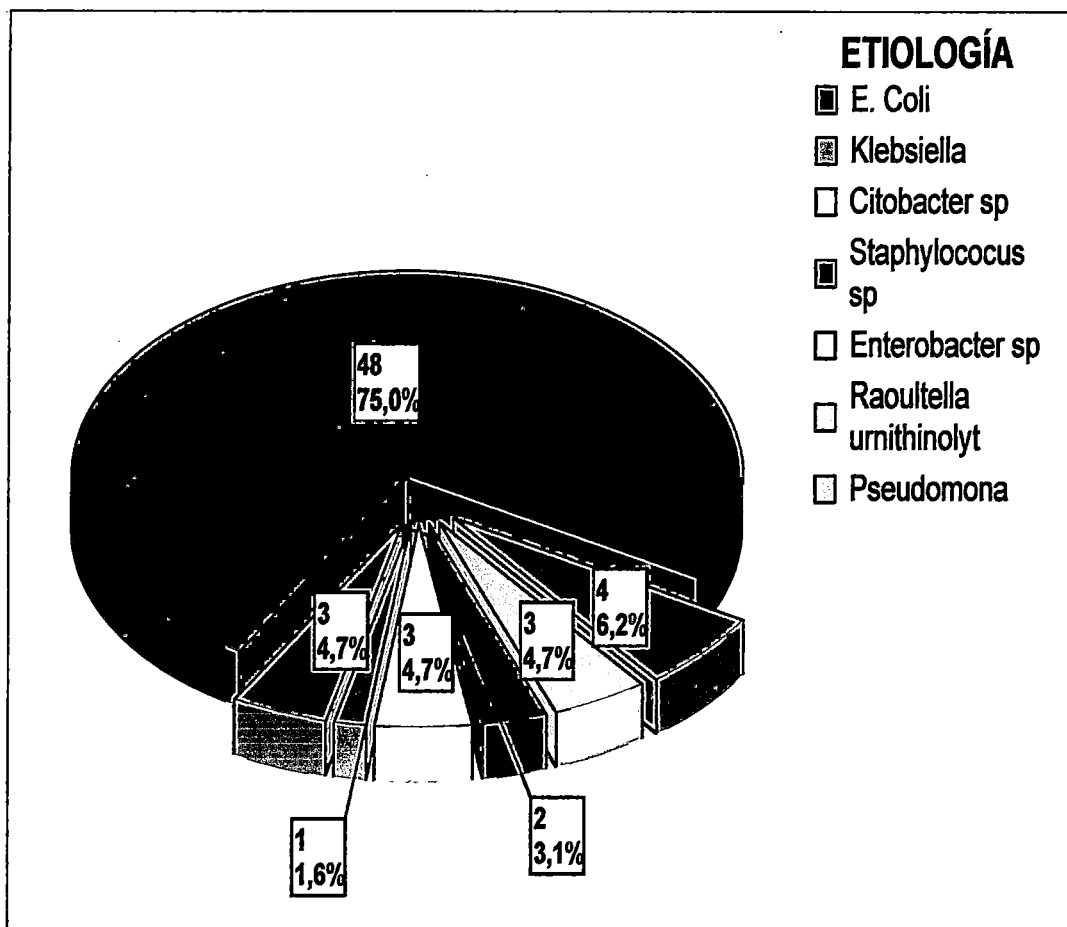 ETIOLOGÍA
E. Coli
Klebsiella
Citobacter sp
Staphylococus
sp
Enterobacter sp
Raoultella
urnithinolyt
Pseudomona
48
75,0%
4
6,2%
3
4,7%
3
4,7%
3
4,7%
2
3,1%
1
1,6%